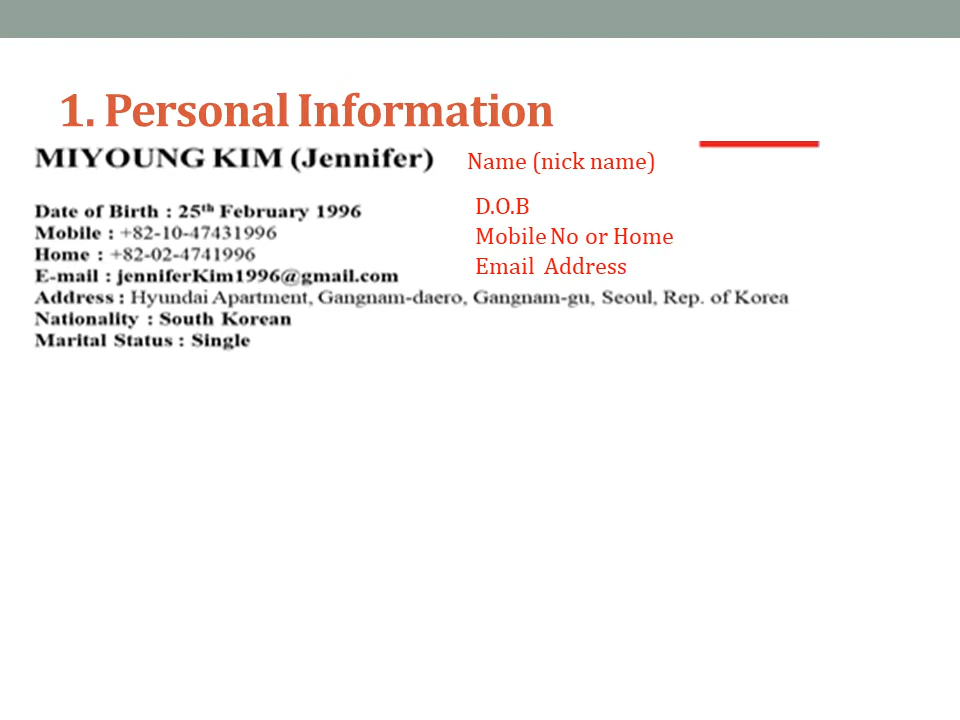 1. Personal Information
MIYOUNG KIM (Jennifer) Name (nick name)
Date of Birth : 25th February 1996 D.O.B
Mobile : +82-10-47431996 Mobile No or Home
Home : +82-02-4741996
E-mail : jenniferKim1996@gmail.com Email Address
Address : Hyundai Apartment, Gangnam-daero, Gangnam-gu, Seoul, Rep. of Korea
Nationality : South Korean
Marital Status : Single